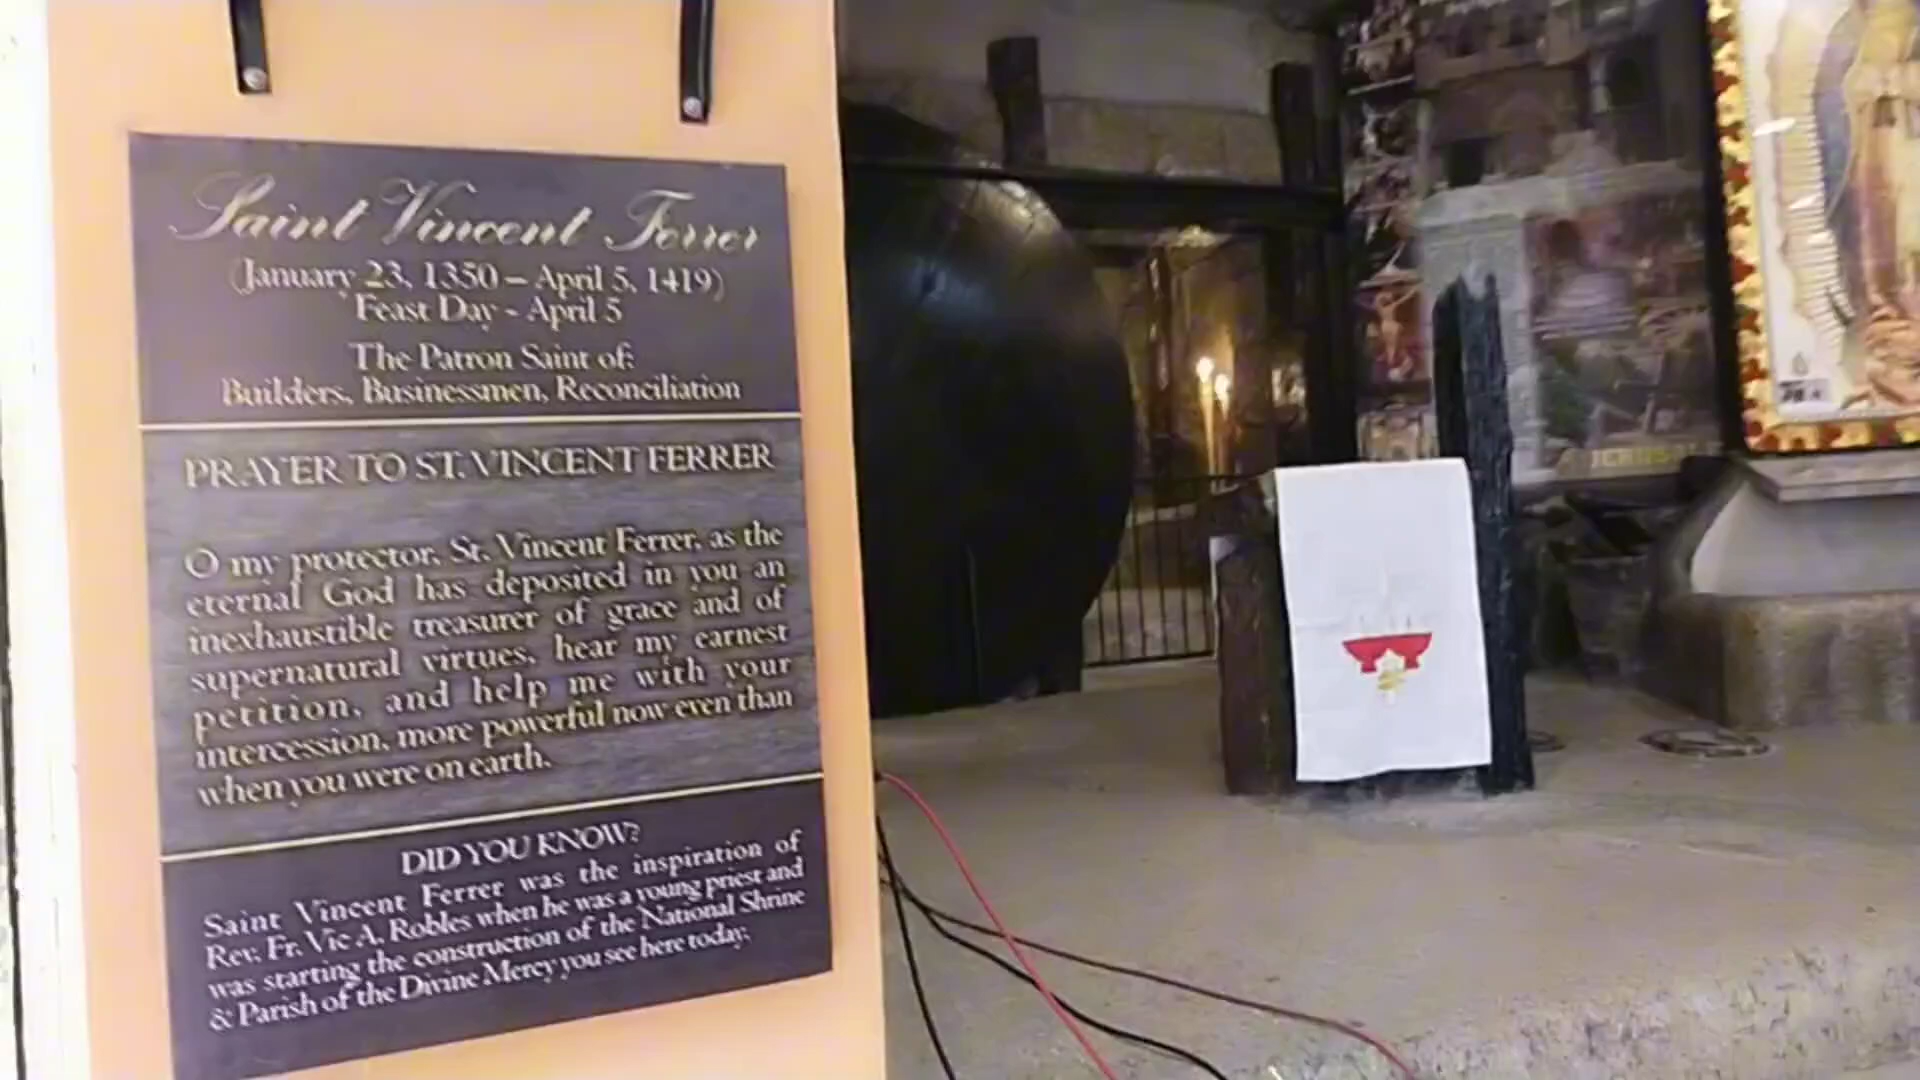 Saint Vincent Ferrer
(January 23, 1350 – April 5, 1419)
Feast Day - April 5
The Patron Saint of:
Builders, Businessmen, Reconciliation
PRAYER TO ST. VINCENT FERRER
O my protector, St. Vincent Ferrer, as the
eternal God has deposited in you an
inexhaustible treasurer of grace and of
supernatural virtues, hear my earnest
petition, and help me with your
intercession, more powerful now even than
when you were on earth.
DID YOU KNOW?
Saint Vincent Ferrer was the inspiration of
Rev. Fr. Vic A. Robles when he was a young priest and
was starting the construction of the National Shrine
& Parish of the Divine Mercy you see here today.